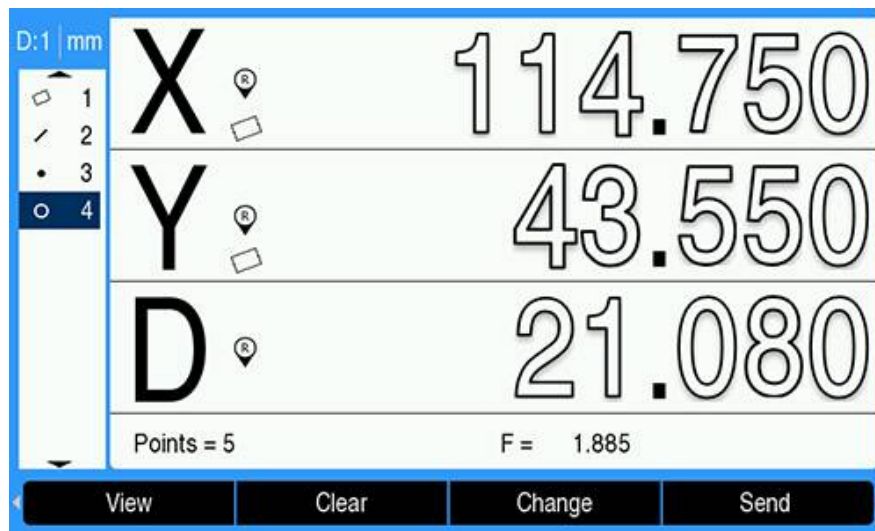 D:1 mm
1
2
3
4
X R 114.750
Y R 43.550
D R 21.080
Points = 5 F = 1.885
View Clear Change Send